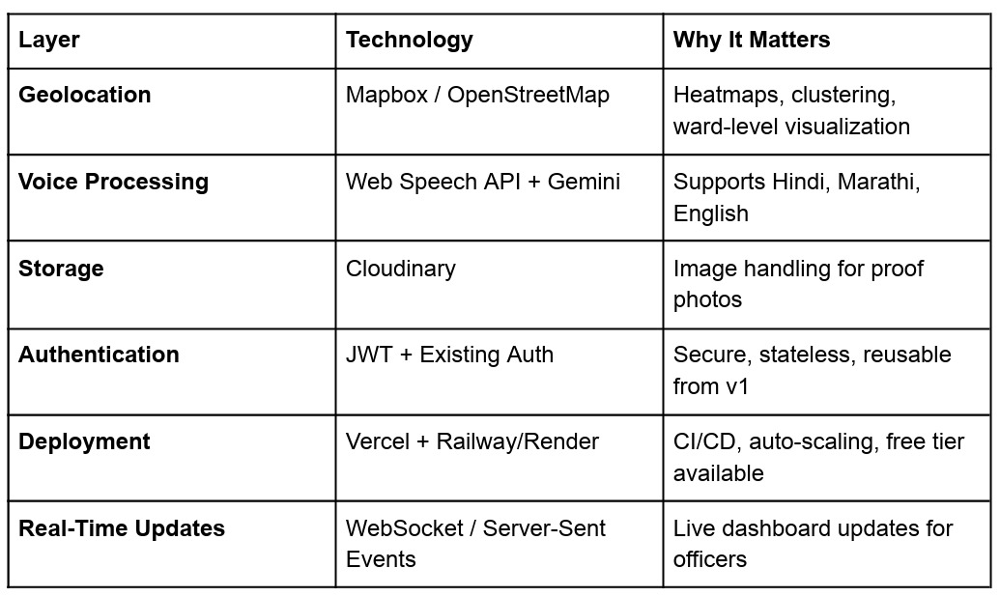 Layer Technology Why It Matters
Geolocation Mapbox / OpenStreetMap Heatmaps, clustering,
ward-level visualization
Voice Processing Web Speech API + Gemini Supports Hindi, Marathi,
English
Storage Cloudinary Image handling for proof
photos
Authentication JWT + Existing Auth Secure, stateless, reusable
from v1
Deployment Vercel + Railway/Render CI/CD, auto-scaling, free tier
available
Real-Time Updates WebSocket / Server-Sent Live dashboard updates for
Events officers